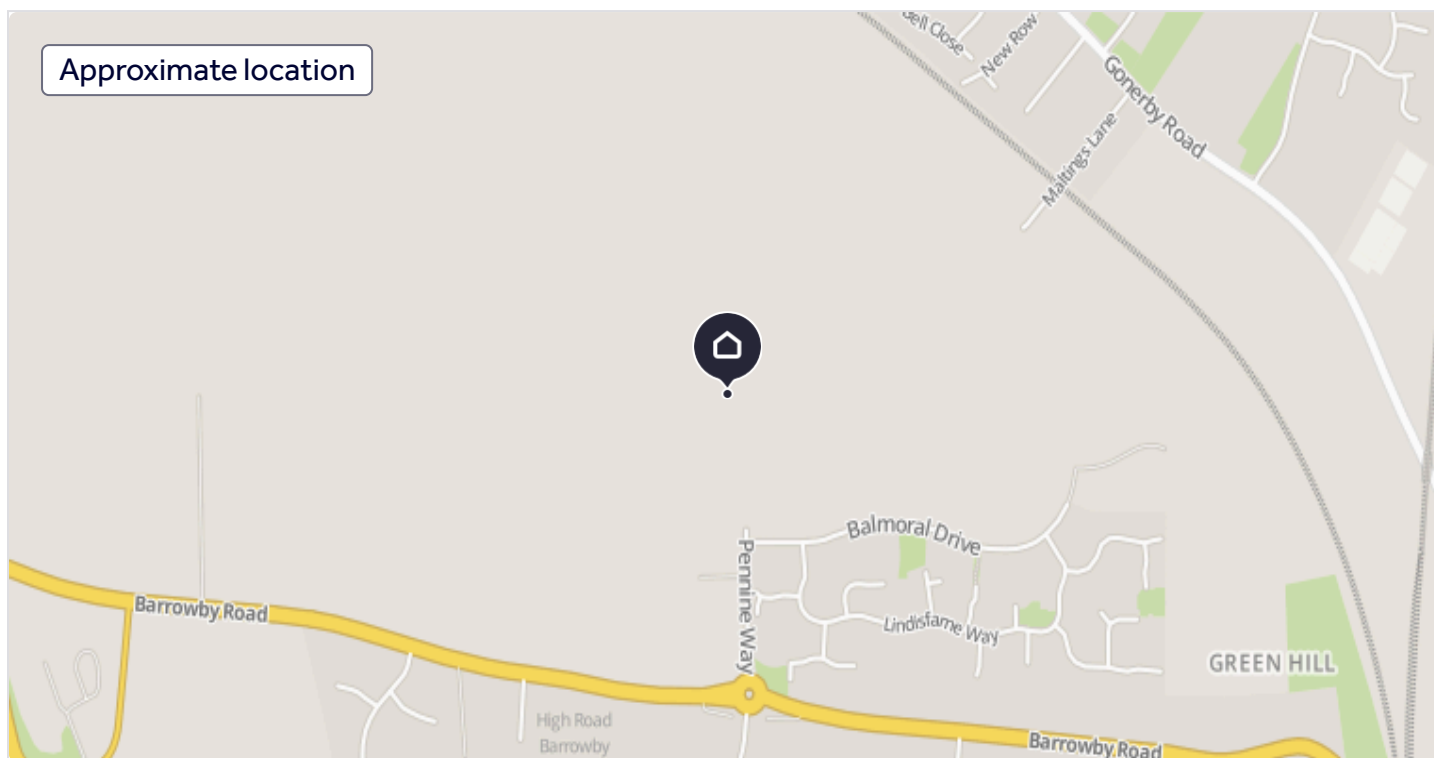 Approximate location
Bell Close
New Row
Gonerby Road
Maltings Lane
Balmoral Drive
Pennine Way
Barrowby Road
Lindisfarne Way
GREEN HILL
High Road
Barrowby
Barrowby Road